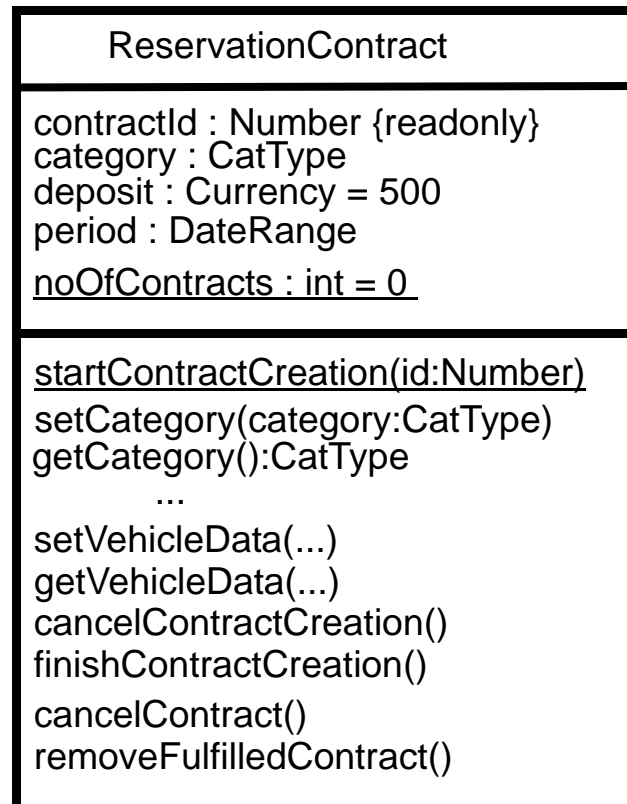 ReservationContract
contractId : Number {readonly}
category : CatType
deposit : Currency = 500
period : DateRange
noOfContracts : int = 0
startContractCreation(id:Number)
setCategory(category:CatType)
getCategory():CatType
...
setVehicleData(...)
getVehicleData(...)
cancelContractCreation()
finishContractCreation()
cancelContract()
removeFulfilledContract()